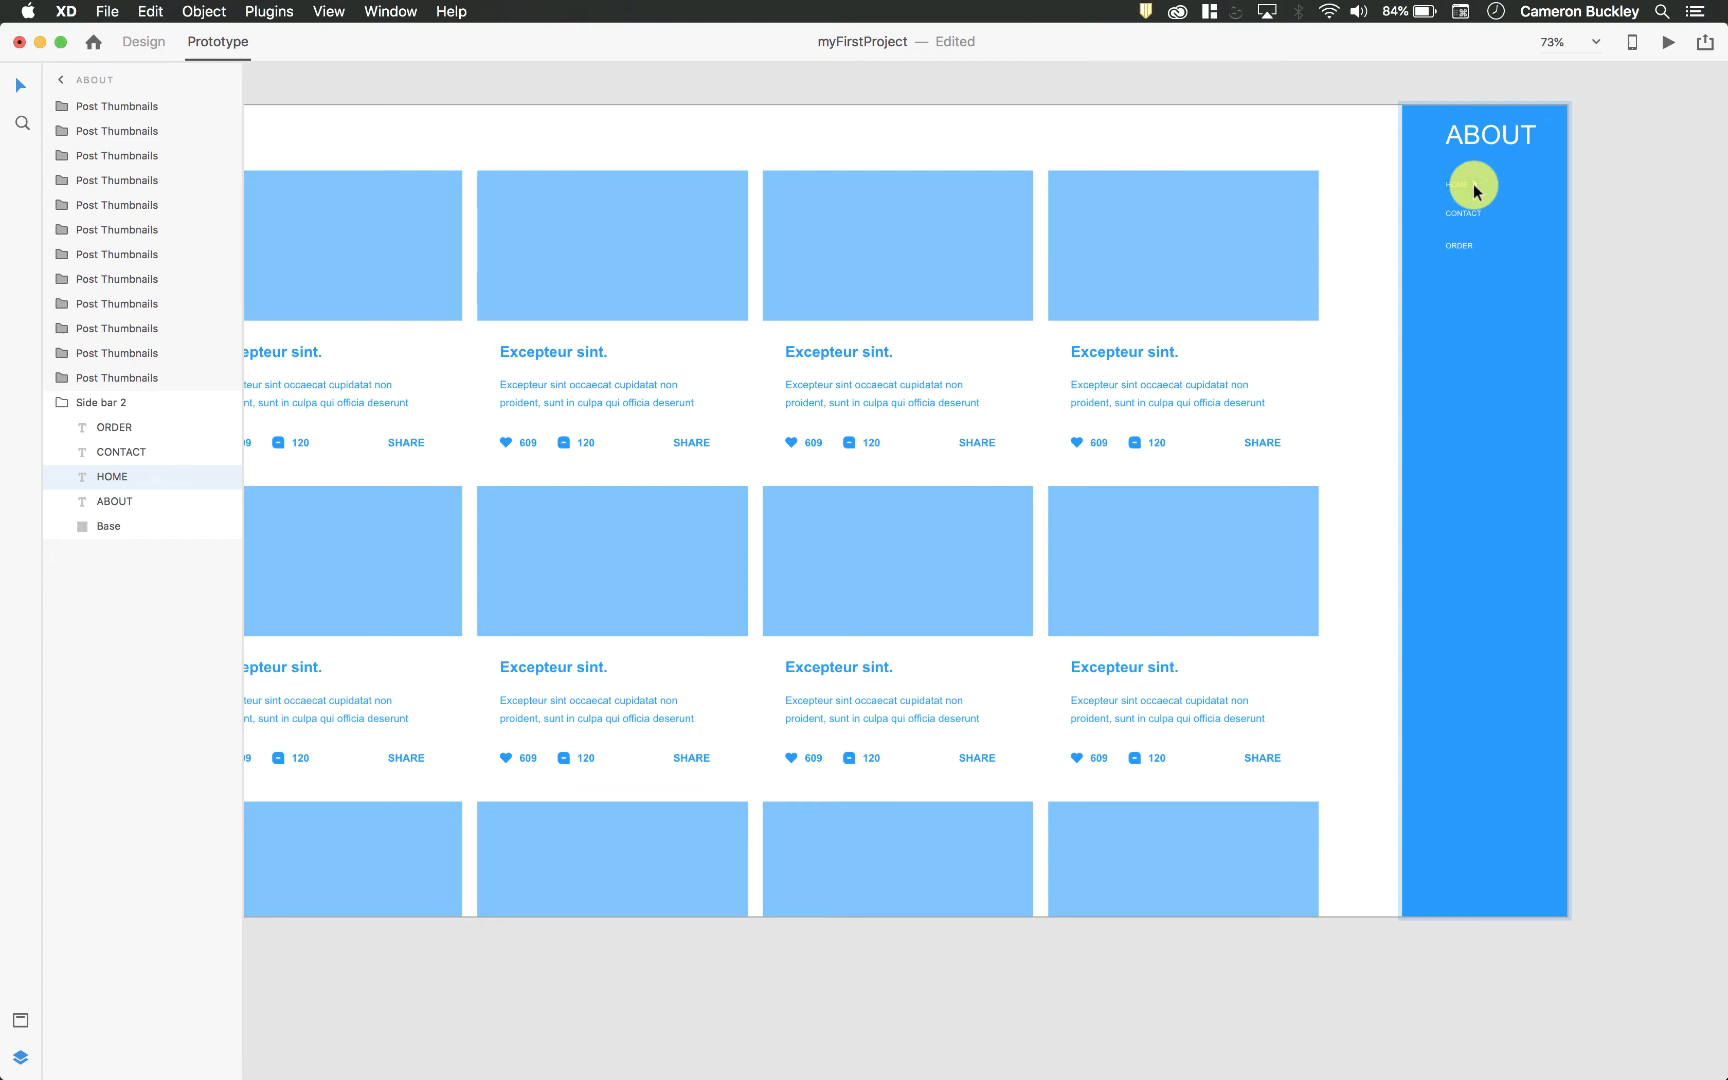 XD File Edit Object Plugins View Window Help 84% Cameron Buckley
Design Prototype myFirstProject — Edited 73%
ABOUT
Post Thumbnails
Post Thumbnails
Post Thumbnails
Post Thumbnails
Post Thumbnails
Post Thumbnails
Post Thumbnails
Post Thumbnails
Post Thumbnails
Post Thumbnails
Post Thumbnails
Post Thumbnails
Side bar 2
ORDER
CONTACT
HOME
ABOUT
Base
epteur sint. Excepteur sint. Excepteur sint. Excepteur sint.
teur sint occaecat cupidatat non Excepteur sint occaecat cupidatat non Excepteur sint occaecat cupidatat non Excepteur sint occaecat cupidatat non
nt, sunt in culpa qui officia deserunt proident, sunt in culpa qui officia deserunt proident, sunt in culpa qui officia deserunt proident, sunt in culpa qui officia deserunt
9 120 SHARE 609 120 SHARE 609 120 SHARE 609 120 SHARE
epteur sint. Excepteur sint. Excepteur sint. Excepteur sint.
teur sint occaecat cupidatat non Excepteur sint occaecat cupidatat non Excepteur sint occaecat cupidatat non Excepteur sint occaecat cupidatat non
nt, sunt in culpa qui officia deserunt proident, sunt in culpa qui officia deserunt proident, sunt in culpa qui officia deserunt proident, sunt in culpa qui officia deserunt
9 120 SHARE 609 120 SHARE 609 120 SHARE 609 120 SHARE
ABOUT
HOME
CONTACT
ORDER